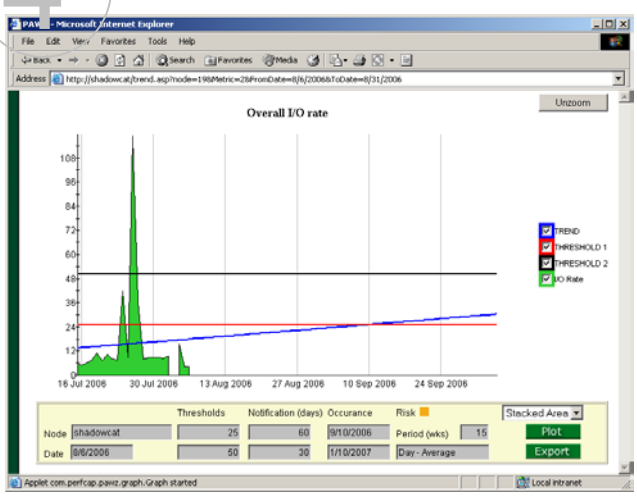 PAWZ - Microsoft Internet Explorer
File Edit View Favorites Tools Help
Back Search Favorites Media
Address http://shadowcat/trend.asp?node=19&Metric=2&FromDate=8/6/2006&ToDate=8/31/2006
Unzoom
Overall I/O rate
108
96
84
72
60
48
36
24
12
0
16 Jul 2006 30 Jul 2006 13 Aug 2006 27 Aug 2006 10 Sep 2006 24 Sep 2006
TREND
THRESHOLD 1
THRESHOLD 2
I/O Rate
Thresholds Notification (days) Occurance Risk Stacked Area
Node shadowcat 25 60 9/10/2006 Period (wks) 15 Plot
Date 8/6/2006 50 30 1/10/2007 Day - Average Export
Applet com.perfcap.pawz.graph.Graph started Local intranet